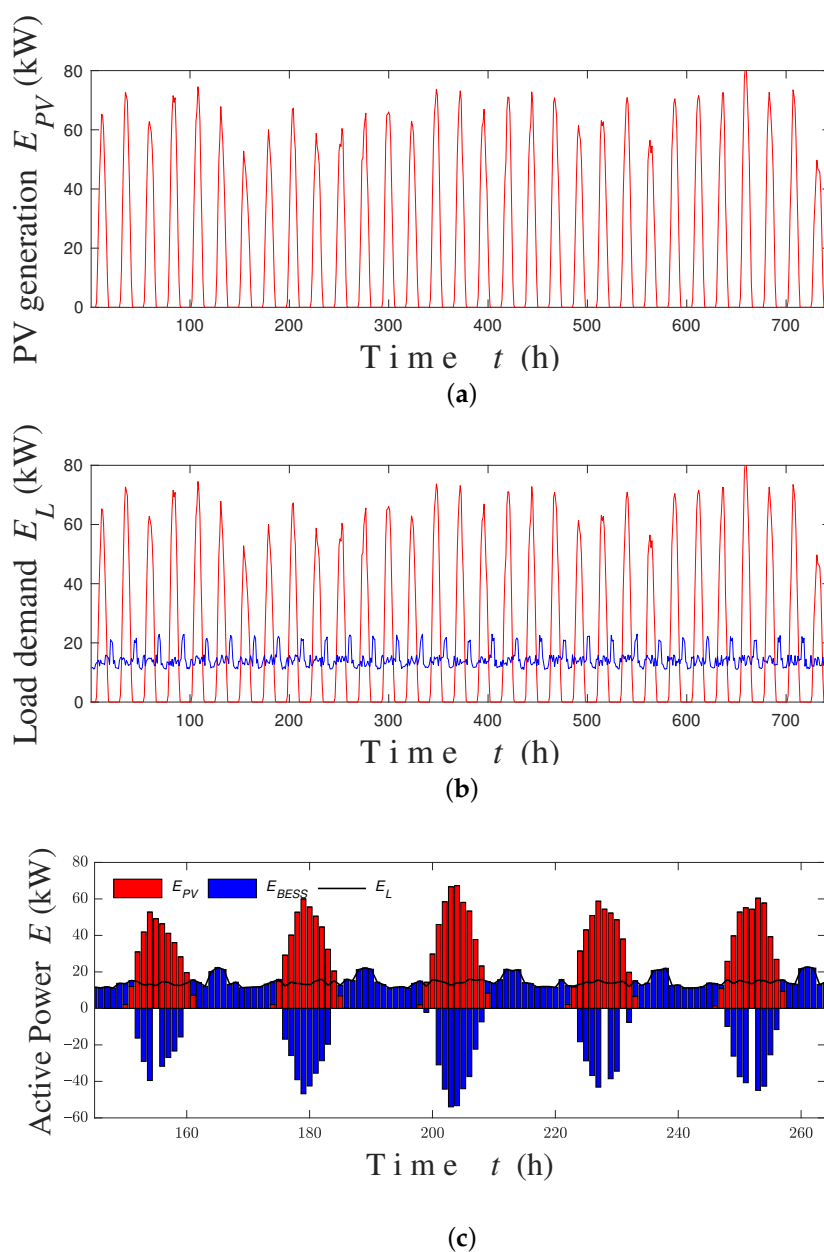 80
60
40
20
0
PV generation E_PV (kW)
100 200 300 400 500 600 700
Time t (h)
(a)
80
60
40
20
0
Load demand E_L (kW)
100 200 300 400 500 600 700
Time t (h)
(b)
80
60
40
20
0
−20
−40
−60
Active Power E (kW)
E_PV E_BESS E_L
160 180 200 220 240 260
Time t (h)
(c)